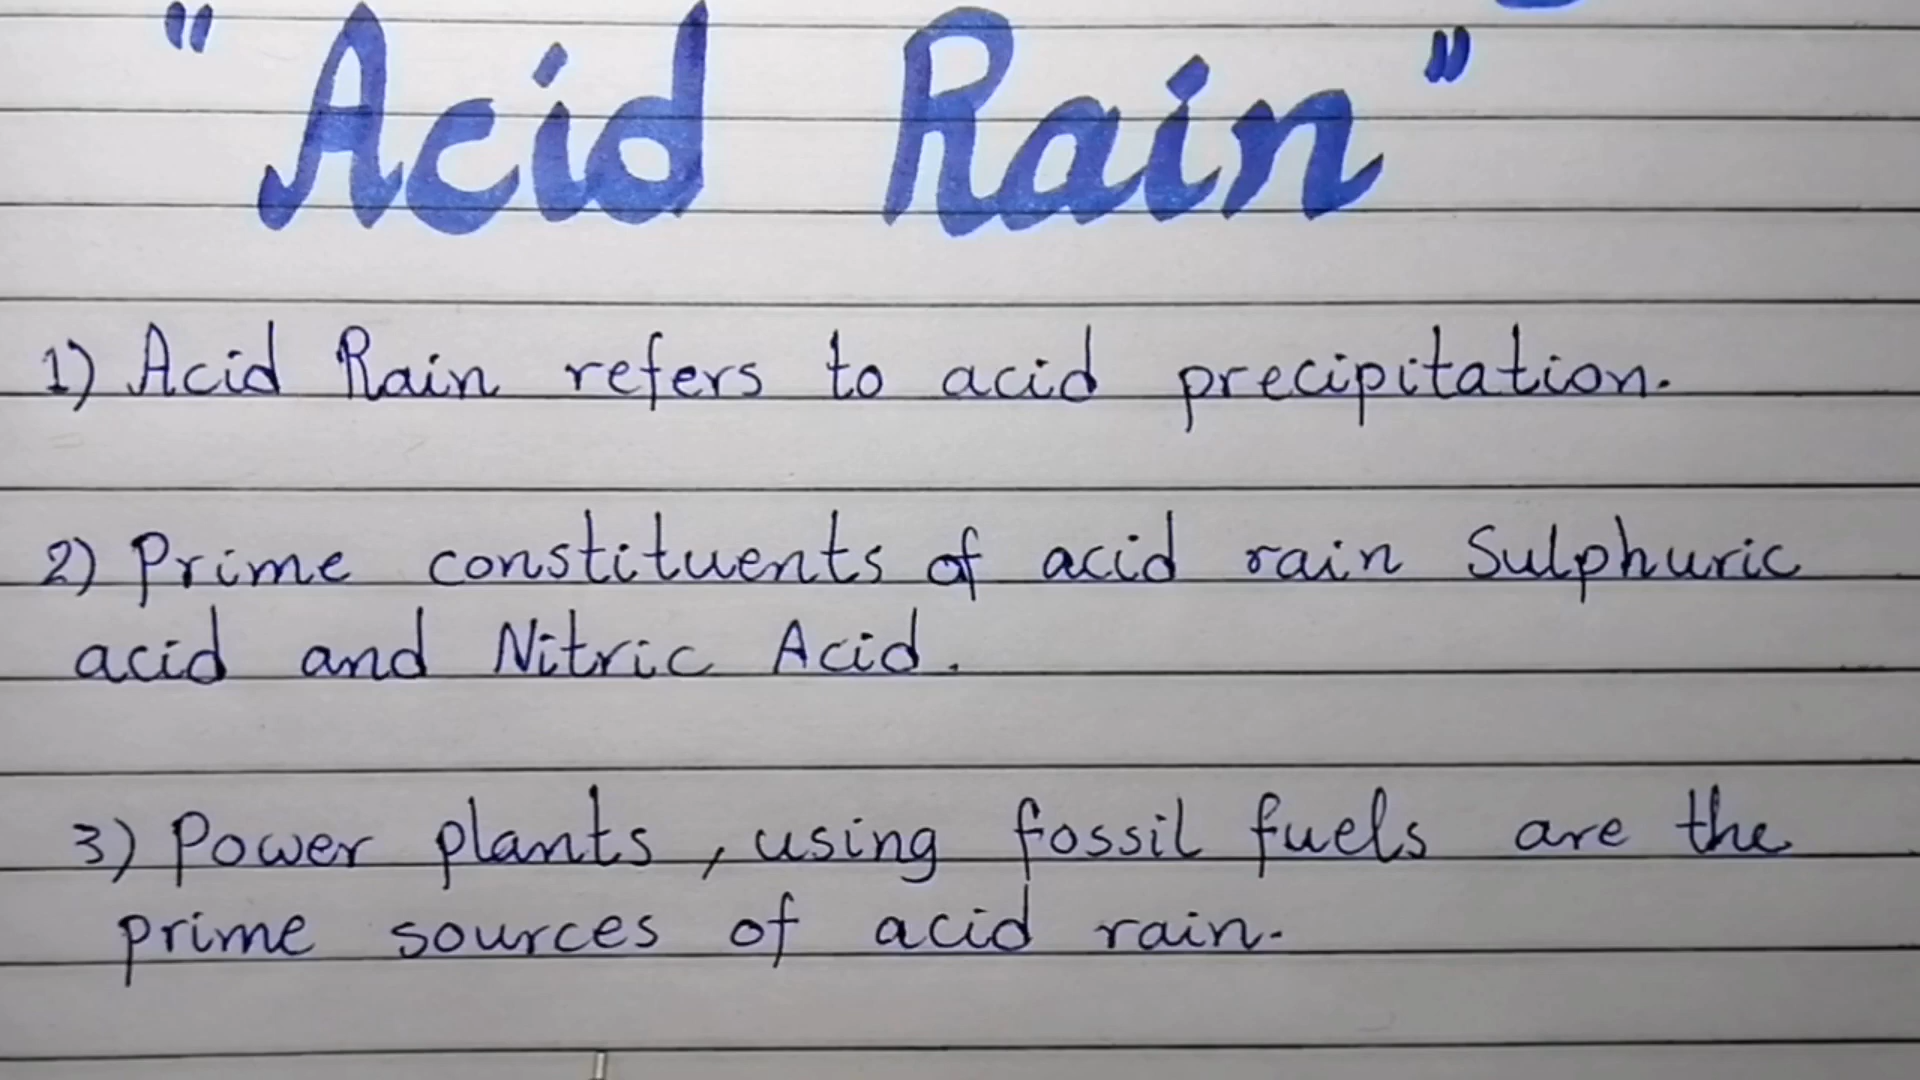 "Acid Rain"
1) Acid Rain refers to acid precipitation.
2) Prime constituents of acid rain Sulphuric
acid and Nitric Acid.
3) Power plants, using fossil fuels are the
prime sources of acid rain.